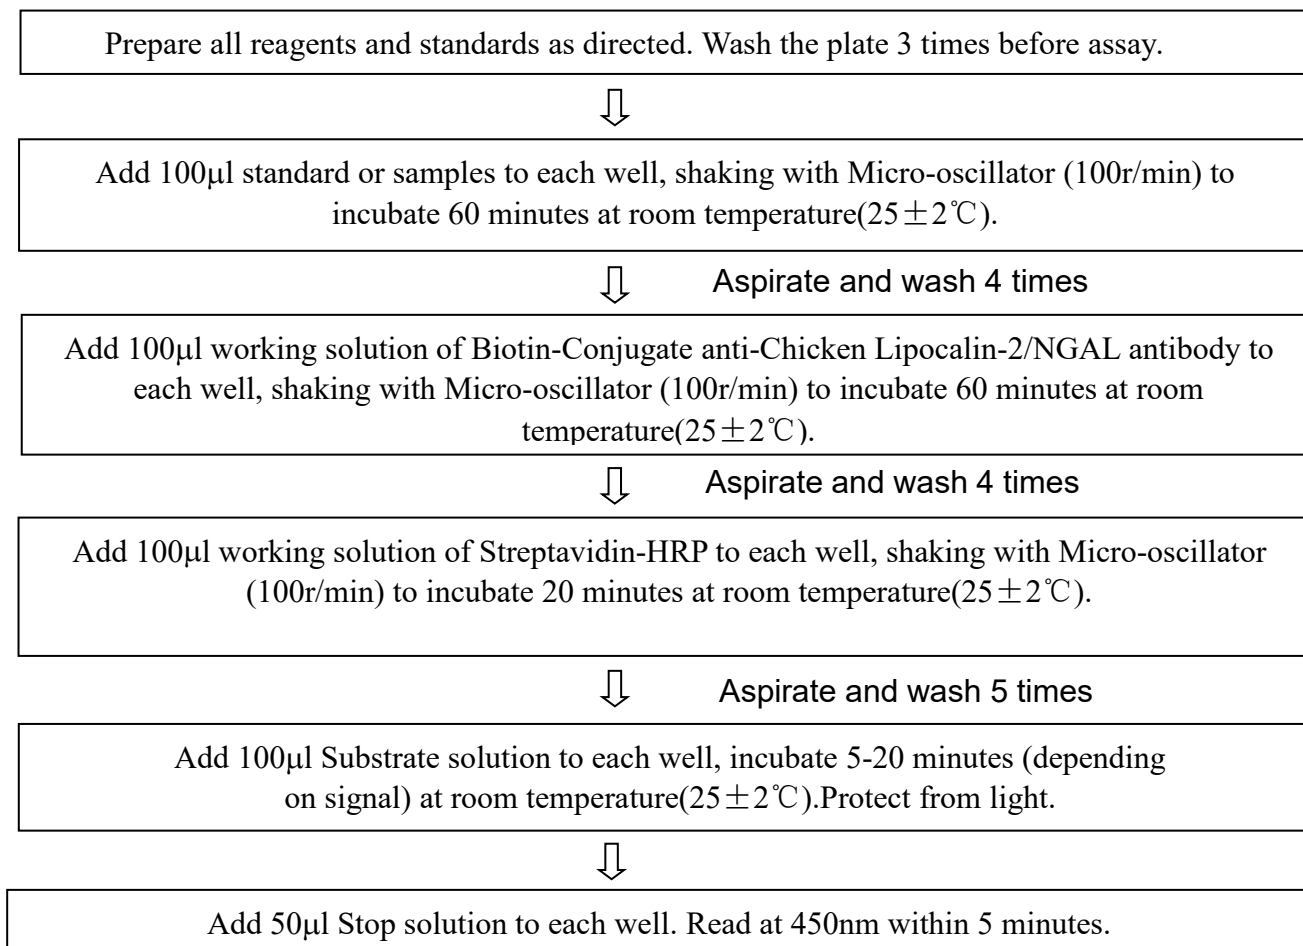 Prepare all reagents and standards as directed. Wash the plate 3 times before assay.
Add 100μl standard or samples to each well, shaking with Micro-oscillator (100r/min) to
incubate 60 minutes at room temperature(25±2℃).
Aspirate and wash 4 times
Add 100μl working solution of Biotin-Conjugate anti-Chicken Lipocalin-2/NGAL antibody to
each well, shaking with Micro-oscillator (100r/min) to incubate 60 minutes at room
temperature(25±2℃).
Aspirate and wash 4 times
Add 100μl working solution of Streptavidin-HRP to each well, shaking with Micro-oscillator
(100r/min) to incubate 20 minutes at room temperature(25±2℃).
Aspirate and wash 5 times
Add 100μl Substrate solution to each well, incubate 5-20 minutes (depending
on signal) at room temperature(25±2℃).Protect from light.
Add 50μl Stop solution to each well. Read at 450nm within 5 minutes.